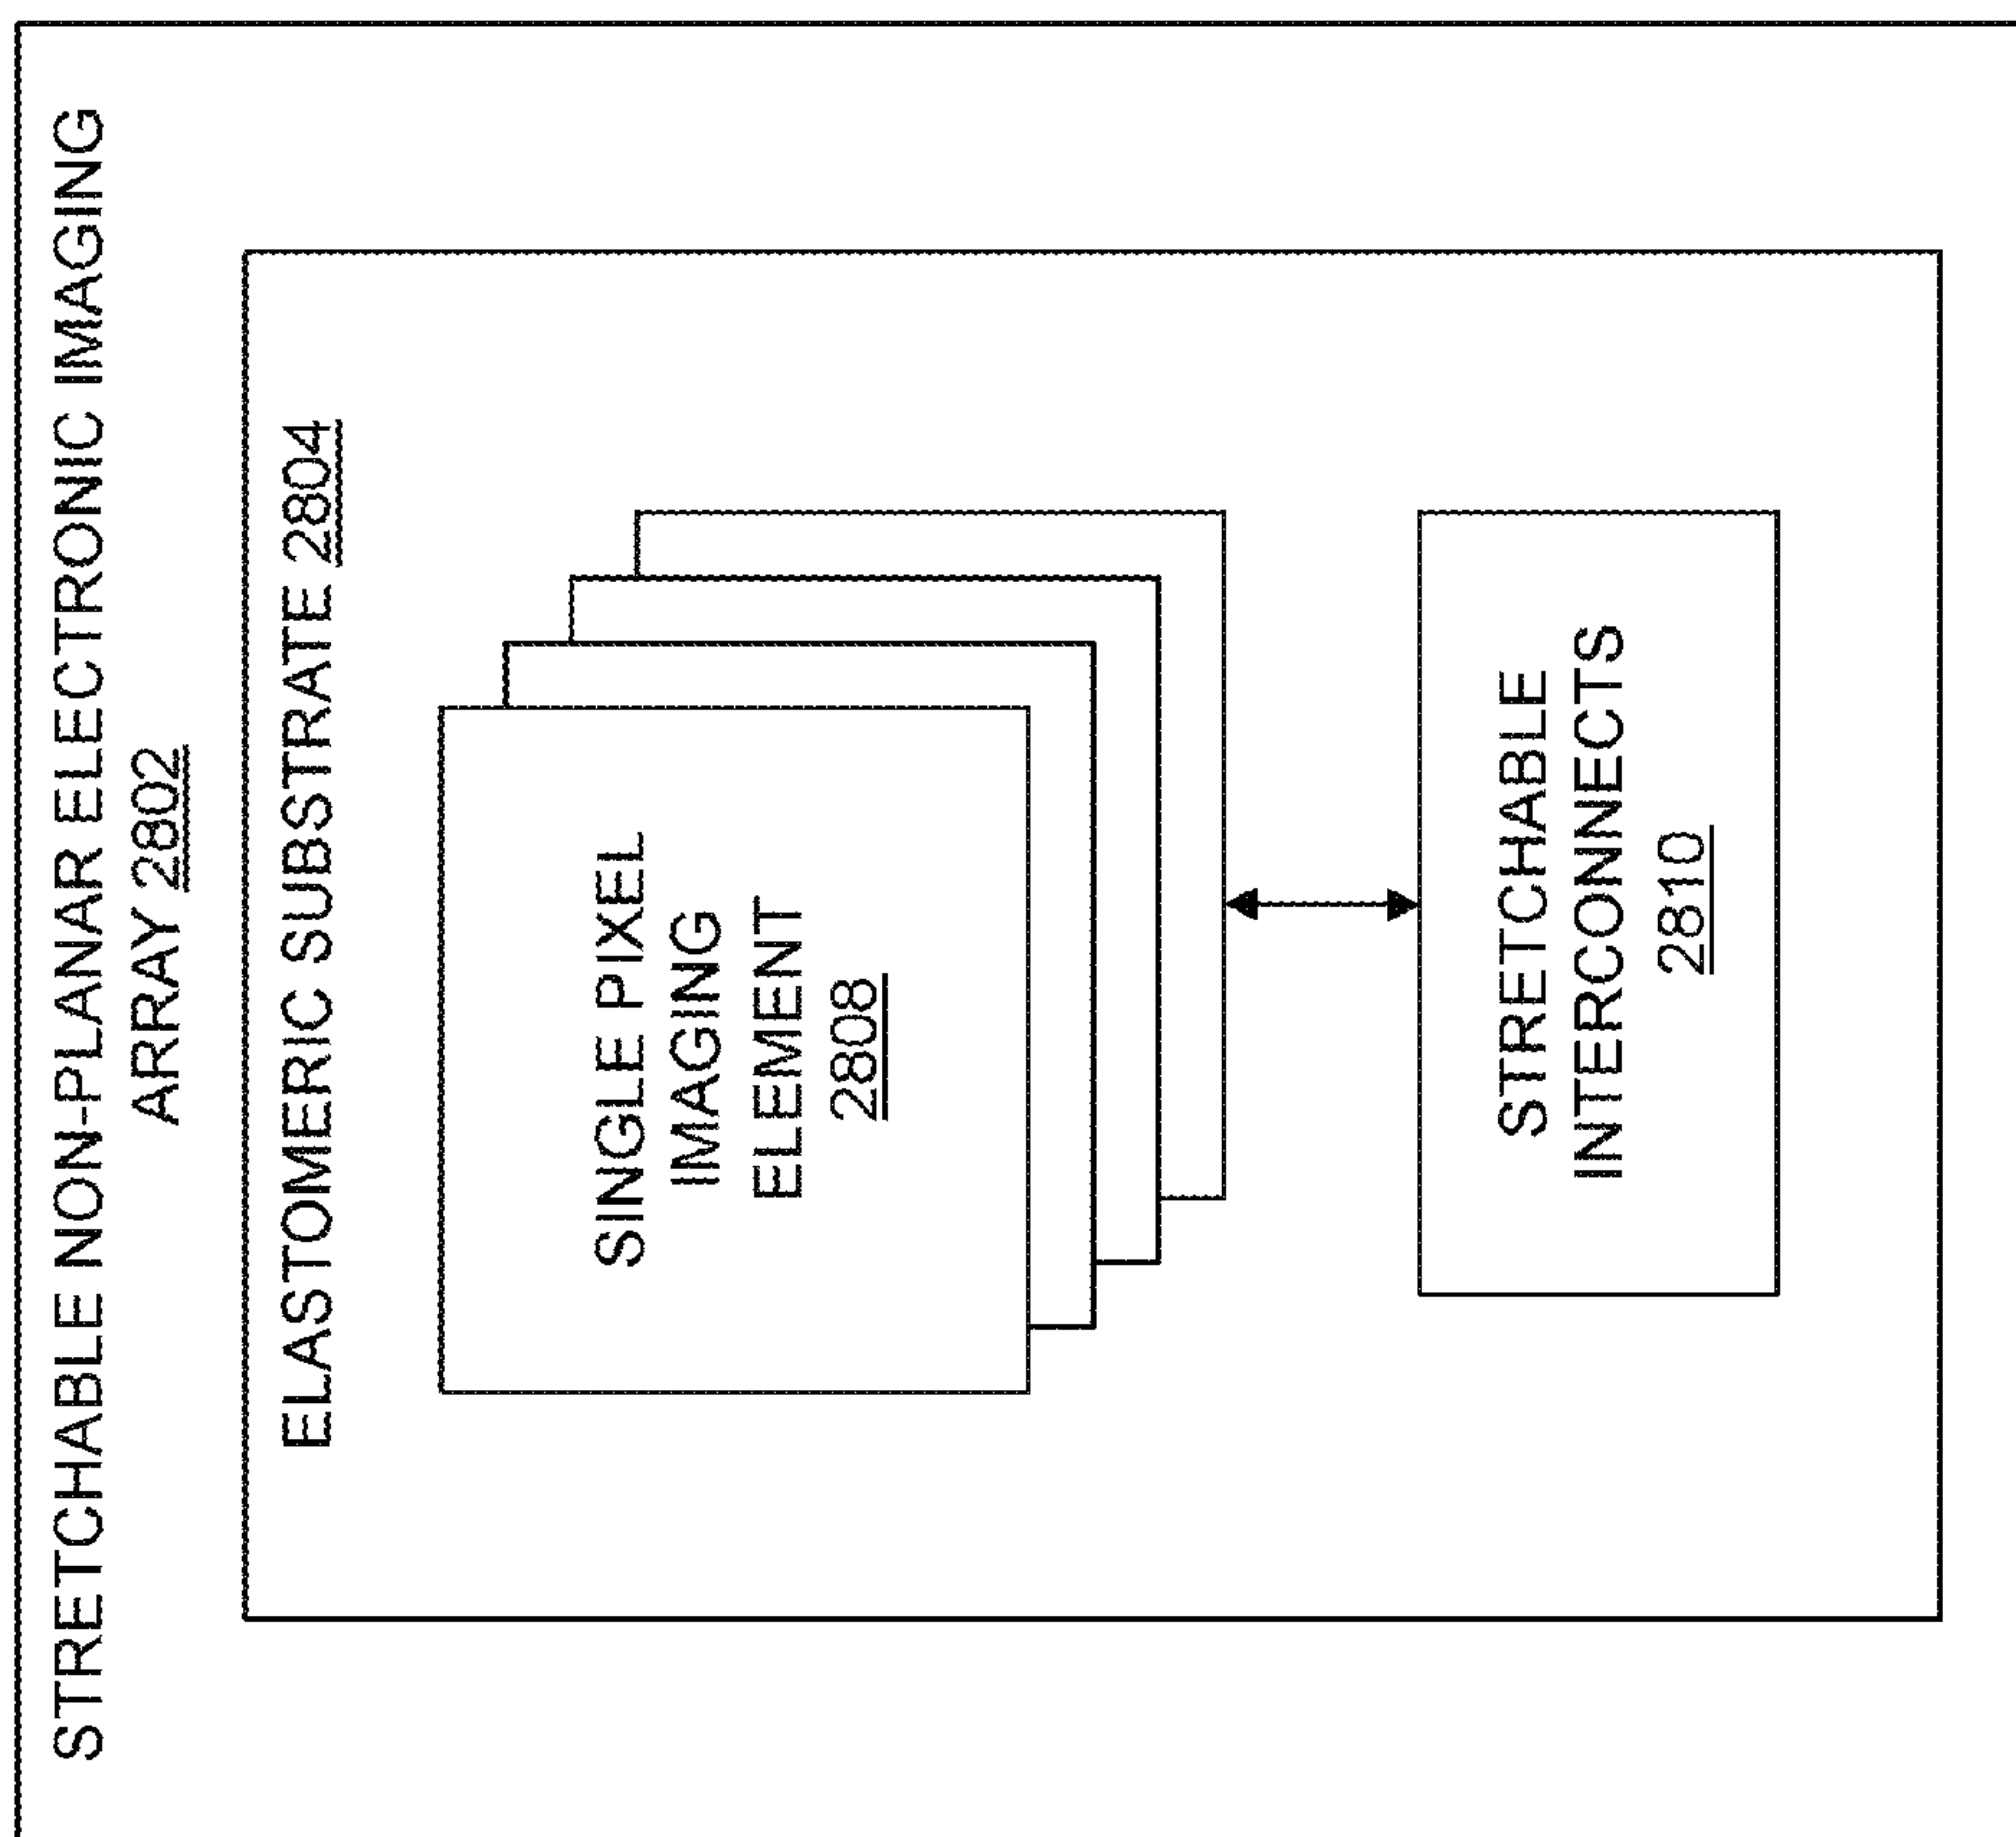 STRETCHABLE NON-PLANAR ELECTRONIC IMAGING
ARRAY 2802
ELASTOMERIC SUBSTRATE 2804
SINGLE PIXEL
IMAGING
ELEMENT
2808
STRETCHABLE
INTERCONNECTS
2810